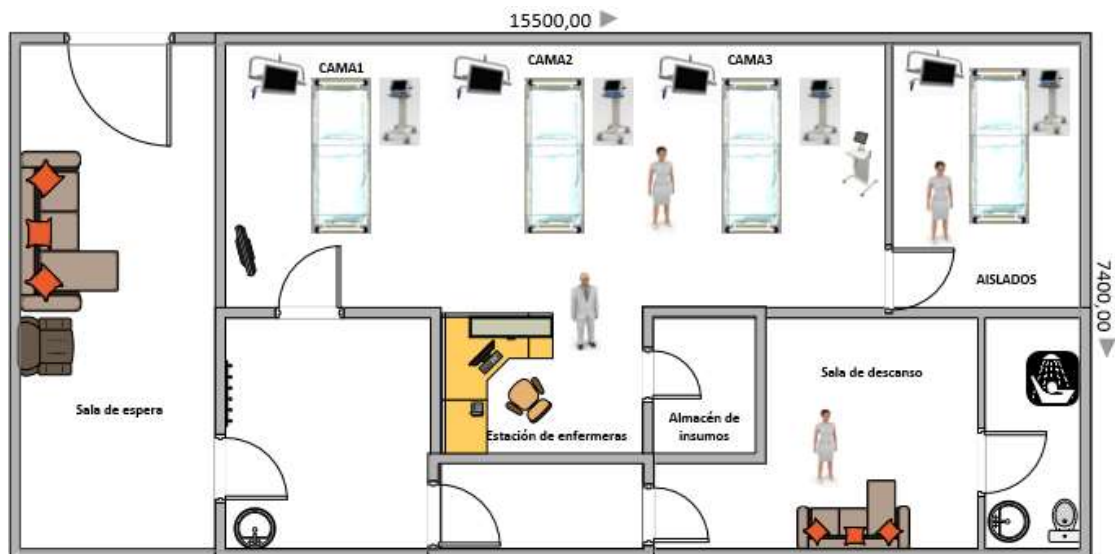 15500,00
CAMA1
CAMA2
CAMA3
AISLADOS
7400,00
Sala de espera
Estación de enfermeras
Almacén de
insumos
Sala de descanso